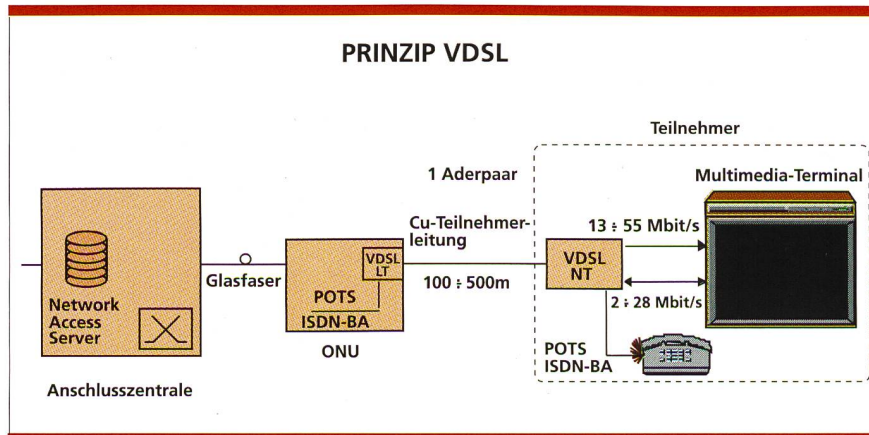 PRINZIP VDSL
Teilnehmer
1 Aderpaar
Multimedia-Terminal
Cu-Teilnehmer-
leitung
13 ÷ 55 Mbit/s
VDSL
LT
VDSL
NT
Glasfaser
100 ÷ 500m
2 ÷ 28 Mbit/s
Network
Access
Server
POTS
ISDN-BA
ONU
POTS
ISDN-BA
Anschlusszentrale